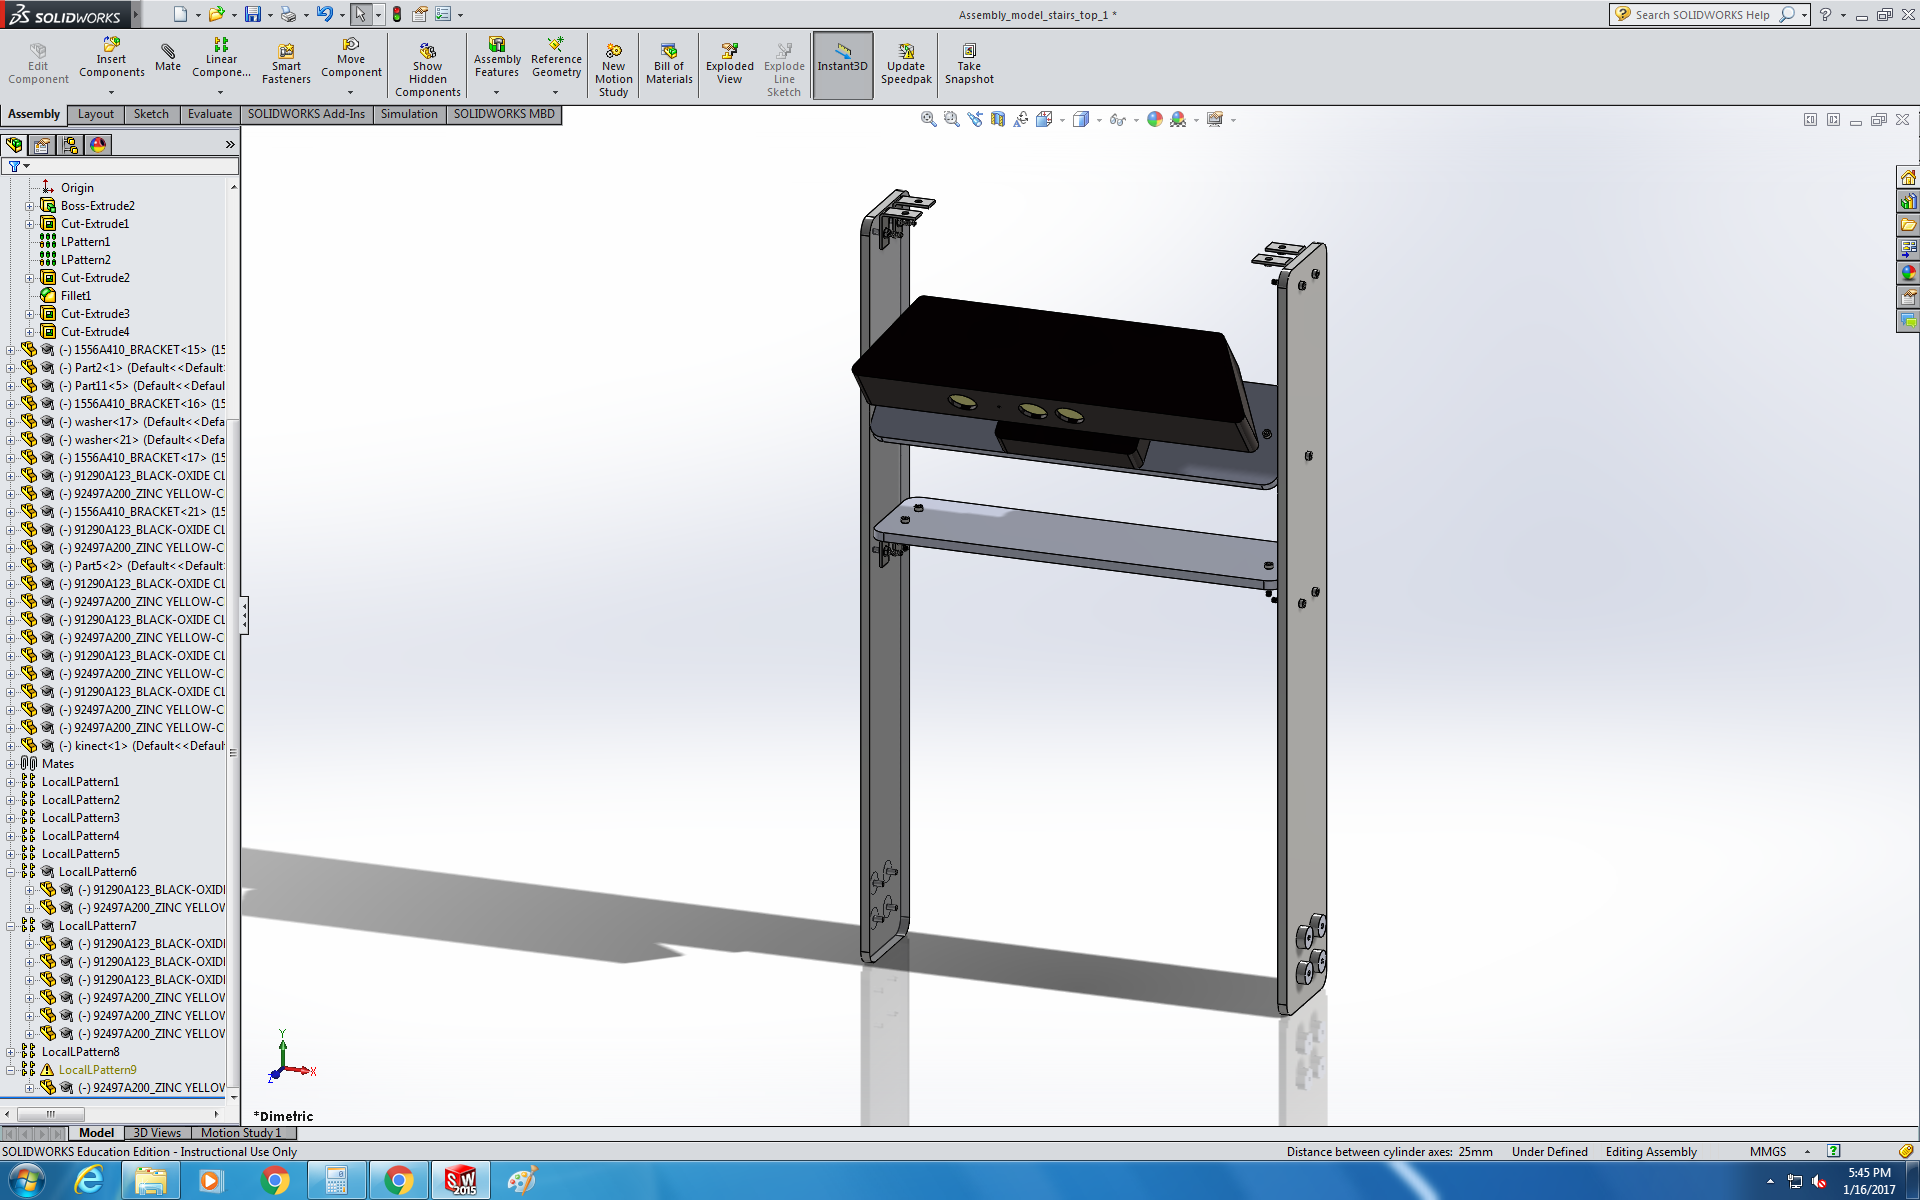 SOLIDWORKS
Assembly_model_stairs_top_1 *
Search SOLIDWORKS Help
Edit Component
Insert Components
Mate
Linear Compone...
Smart Fasteners
Move Component
Show Hidden Components
Assembly Features
Reference Geometry
New Motion Study
Bill of Materials
Exploded View
Explode Line Sketch
Instant3D
Update Speedpak
Take Snapshot
Assembly
Layout
Sketch
Evaluate
SOLIDWORKS Add-Ins
Simulation
SOLIDWORKS MBD
Origin
Boss-Extrude2
Cut-Extrude1
LPattern1
LPattern2
Cut-Extrude2
Fillet1
Cut-Extrude3
Cut-Extrude4
(-) 1556A410_BRACKET<15> (15
(-) Part2<1> (Default<<Default
(-) Part11<5> (Default<<Defaul
(-) 1556A410_BRACKET<16> (15
(-) washer<17> (Default<<Defa
(-) washer<21> (Default<<Defa
(-) 1556A410_BRACKET<17> (15
(-) 91290A123_BLACK-OXIDE CL
(-) 92497A200_ZINC YELLOW-C
(-) 1556A410_BRACKET<21> (15
(-) 91290A123_BLACK-OXIDE CL
(-) 92497A200_ZINC YELLOW-C
(-) Part5<2> (Default<<Default
(-) 91290A123_BLACK-OXIDE CL
(-) 92497A200_ZINC YELLOW-C
(-) 91290A123_BLACK-OXIDE CL
(-) 92497A200_ZINC YELLOW-C
(-) 91290A123_BLACK-OXIDE CL
(-) 92497A200_ZINC YELLOW-C
(-) 91290A123_BLACK-OXIDE CL
(-) 92497A200_ZINC YELLOW-C
(-) 92497A200_ZINC YELLOW-C
(-) kinect<1> (Default<<Defaul
Mates
LocalLPattern1
LocalLPattern2
LocalLPattern3
LocalLPattern4
LocalLPattern5
LocalLPattern6
(-) 91290A123_BLACK-OXIDI
(-) 92497A200_ZINC YELLOV
LocalLPattern7
(-) 91290A123_BLACK-OXIDI
(-) 91290A123_BLACK-OXIDI
(-) 91290A123_BLACK-OXIDI
(-) 92497A200_ZINC YELLOV
(-) 92497A200_ZINC YELLOV
(-) 92497A200_ZINC YELLOV
LocalLPattern8
LocalLPattern9
(-) 92497A200_ZINC YELLOV
Y
X
Z
*Dimetric
Model
3D Views
Motion Study 1
SOLIDWORKS Education Edition - Instructional Use Only
Distance between cylinder axes: 25mm
Under Defined
Editing Assembly
MMGS
SW 2015
5:45 PM
1/16/2017